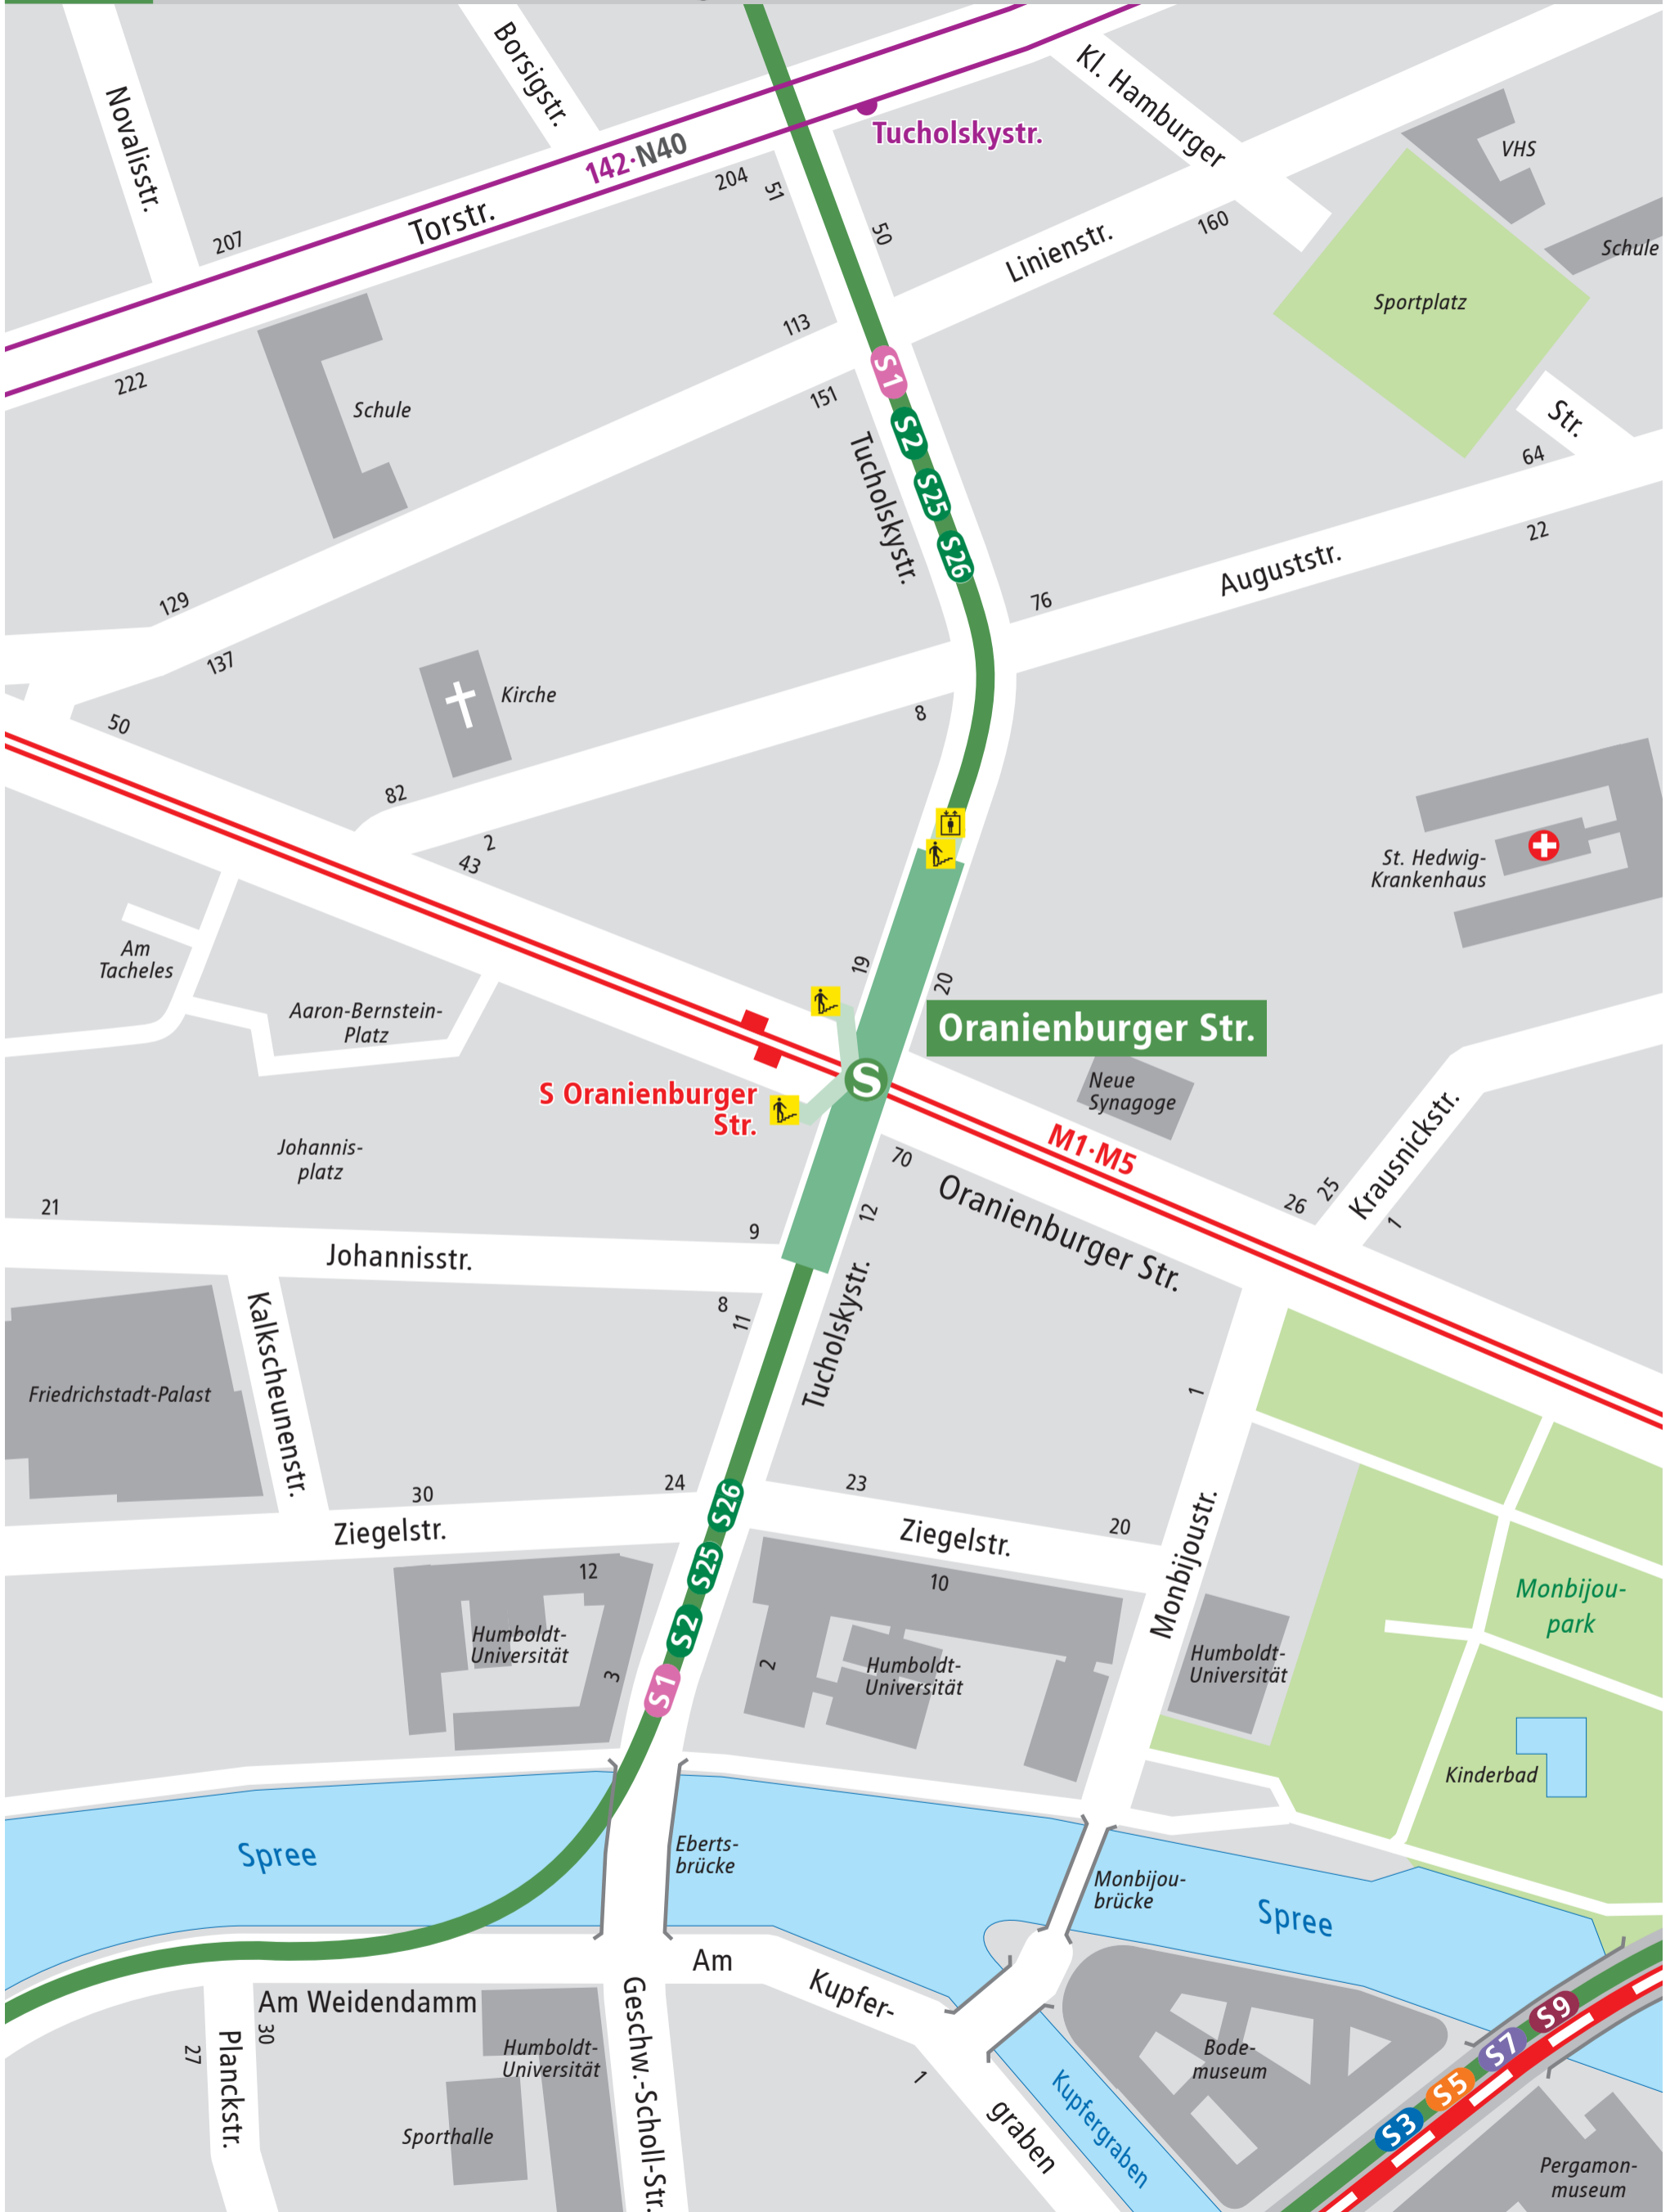 Novalisstr.
Borsigstr.
Kl. Hamburger
Tucholskystr.
142·N40
VHS
204
51
50
160
207
Torstr.
Linienstr.
Schule
Sportplatz
113
S1
222
151
Schule
S2
Str.
64
Tucholskystr.
S25
22
S26
Auguststr.
129
76
137
Kirche
50
8
82
2
43
St. Hedwig-
Krankenhaus
Am
Tacheles
19
20
Aaron-Bernstein-
Platz
Oranienburger Str.
S
Neue
Synagoge
S Oranienburger
Str.
M1·M5
Krausnickstr.
Johannis-
platz
70
Oranienburger Str.
26
25
1
21
12
9
Johannisstr.
8
11
Tucholskystr.
Kalkscheunenstr.
Friedrichstadt-Palast
1
30
24
23
S26
Ziegelstr.
Ziegelstr.
20
Monbijoustr.
12
S25
10
Monbijou-
park
Humboldt-
Universität
S2
3
2
Humboldt-
Universität
Humboldt-
Universität
S1
Kinderbad
Spree
Eberts-
brücke
Monbijou-
brücke
Spree
Am
Kupfer-
graben
Am Weidendamm
Geschw.-Scholl-Str.
30
27
Planckstr.
Humboldt-
Universität
1
Bode-
museum
S9
S7
S5
S3
Kupfergraben
Sporthalle
Pergamon-
museum